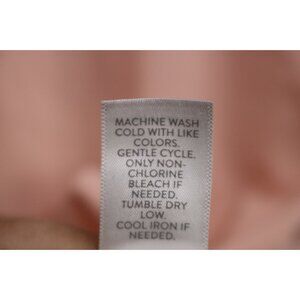 MACHINE WASH
COLD WITH LIKE
COLORS.
GENTLE CYCLE.
ONLY NON-
CHLORINE
BLEACH IF
NEEDED.
TUMBLE DRY
LOW.
COOL IRON IF
NEEDED.